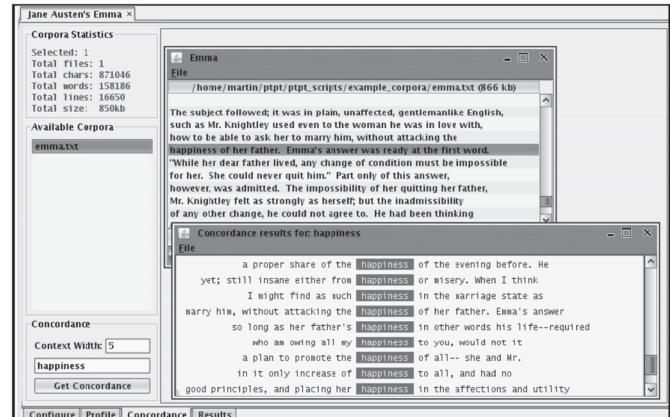 Jane Austen's Emma ×
Corpora Statistics
Selected: 1
Total files: 1
Total chars: 871046
Total words: 158186
Total lines: 16650
Total size: 850kb
Available Corpora
emma.txt
Concordance
Context Width: 5
happiness
Get Concordance
Configure Profile Concordance Results
Emma
File
/home/martin/ptpt/ptpt_scripts/example_corpora/emma.txt (866 kb)
The subject followed; it was in plain, unaffected, gentlemanlike English,
such as Mr. Knightley used even to the woman he was in love with,
how to be able to ask her to marry him, without attacking the
happiness of her father. Emma's answer was ready at the first word.
"While her dear father lived, any change of condition must be impossible
for her. She could never quit him." Part only of this answer,
however, was admitted. The impossibility of her quitting her father,
Mr. Knightley felt as strongly as herself; but the inadmissibility
of any other change, he could not agree to. He had been thinking
Concordance results for: happiness
File
a proper share of the happiness of the evening before. He
yet; still insane either from happiness or misery. When I think
I might find as much happiness in the marriage state as
marry him, without attacking the happiness of her father. Emma's answer
so long as her father's happiness in other words his life--required
who am owing all my happiness to you, would not it
a plan to promote the happiness of all-- she and Mr.
in it only increase of happiness to all, and had no
good principles, and placing her happiness in the affections and utility